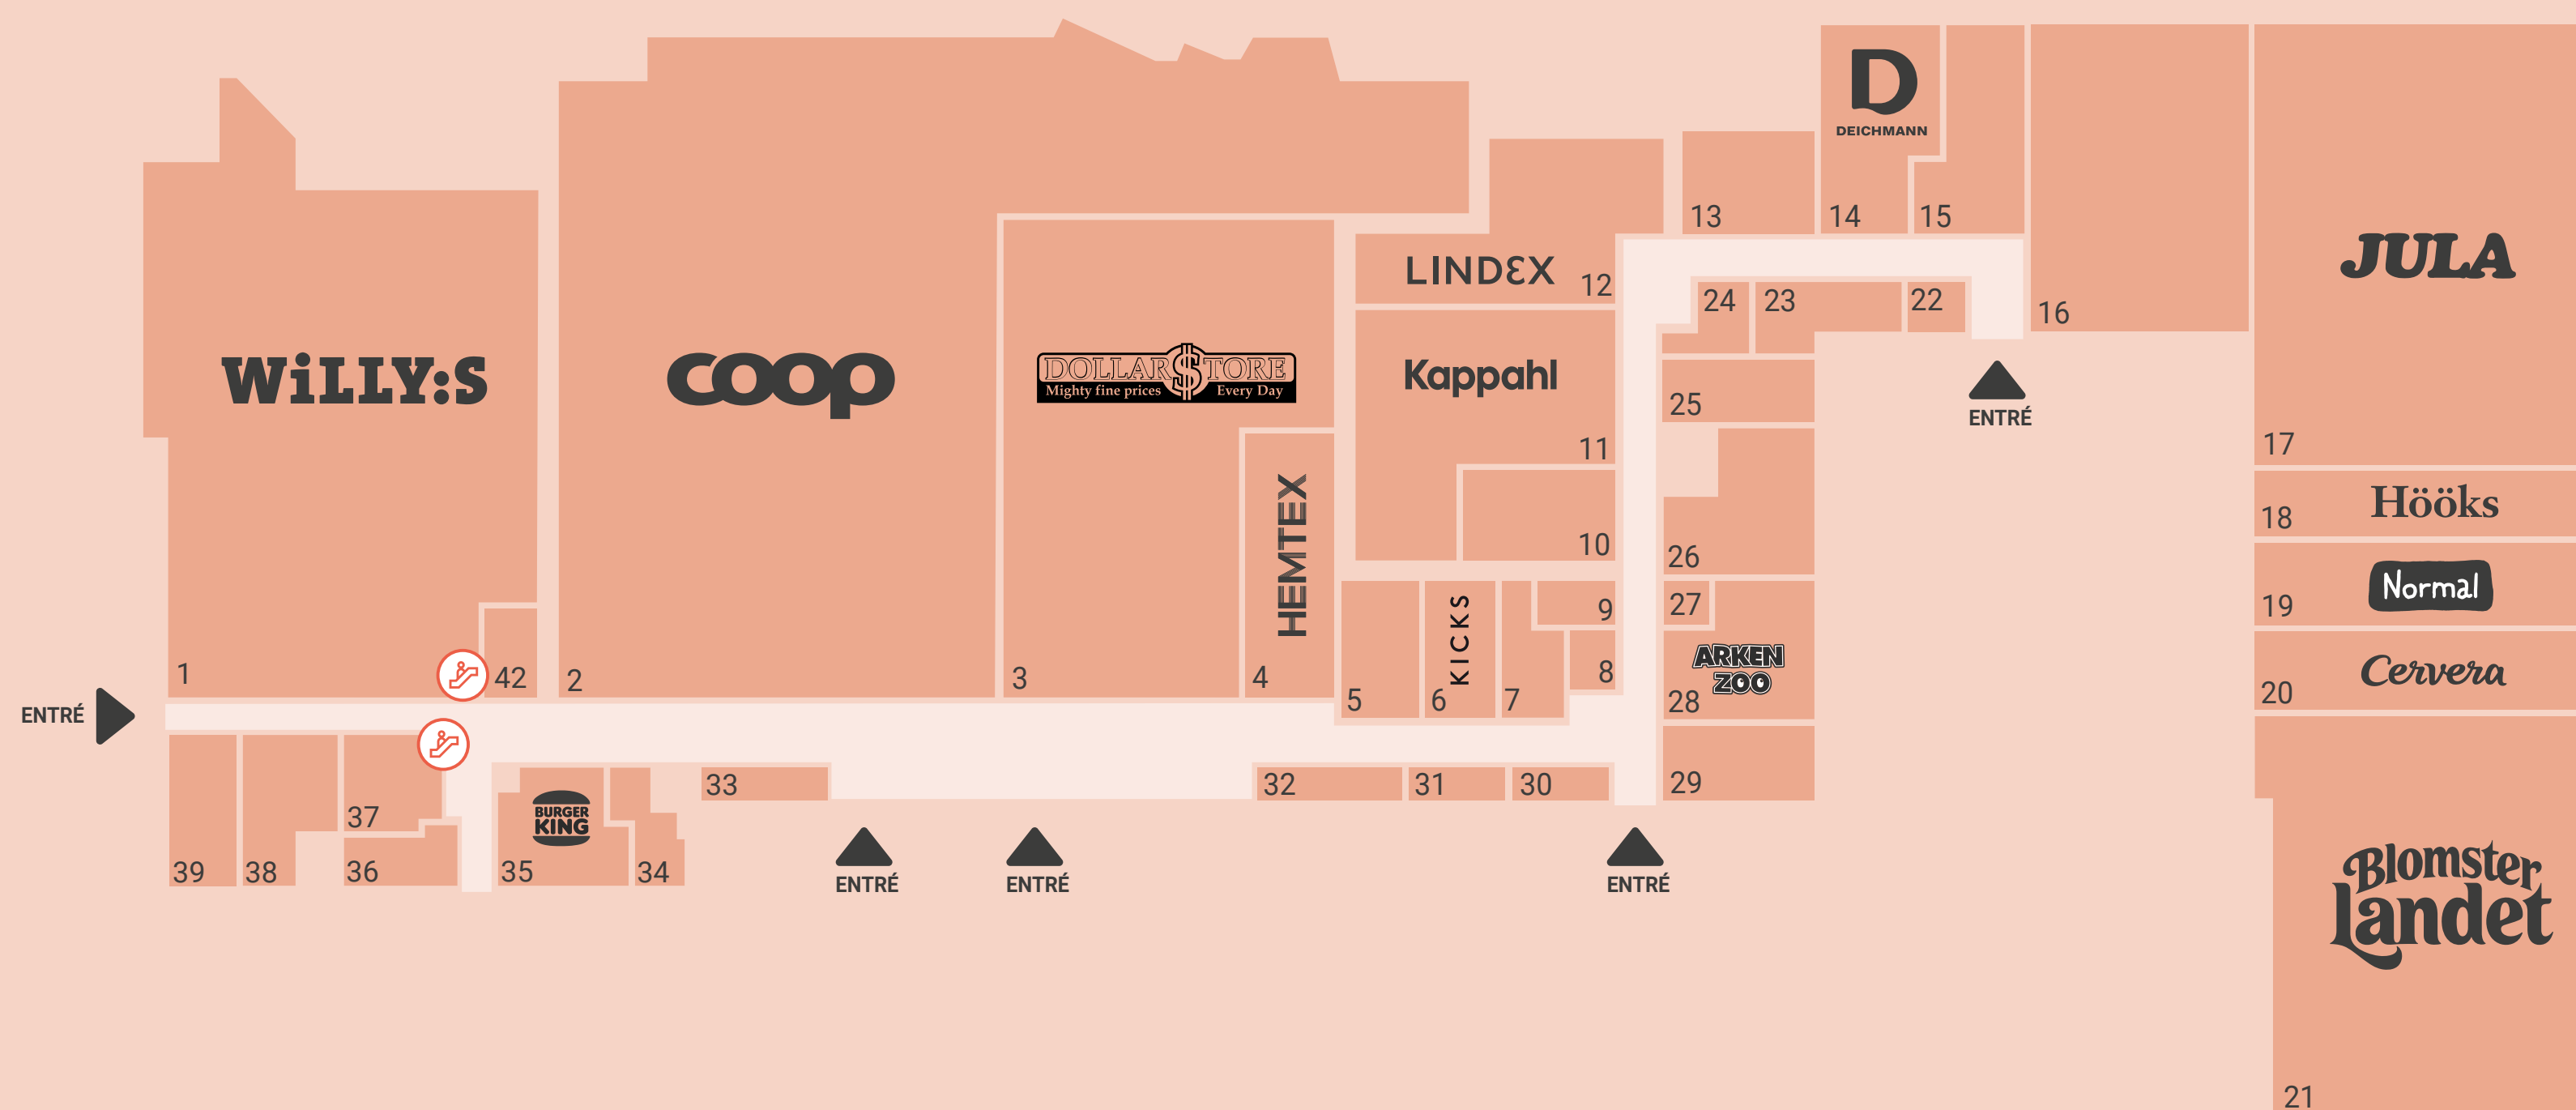 WiLLY:S
1
42
coop
2
DOLLAR$TORE
Mighty fine prices Every Day
3
HEMTEX
4
5
KICKS
6
7
8
9
10
Kappahl
11
LINDEX
12
13
D
DEICHMANN
14
15
16
JULA
17
Hööks
18
Normal
19
Cervera
20
Blomster
Landet
21
22
23
24
25
26
27
ARKEN
ZOO
28
29
30
31
32
33
34
BURGER
KING
35
36
37
38
39
ENTRÉ
ENTRÉ
ENTRÉ
ENTRÉ
ENTRÉ